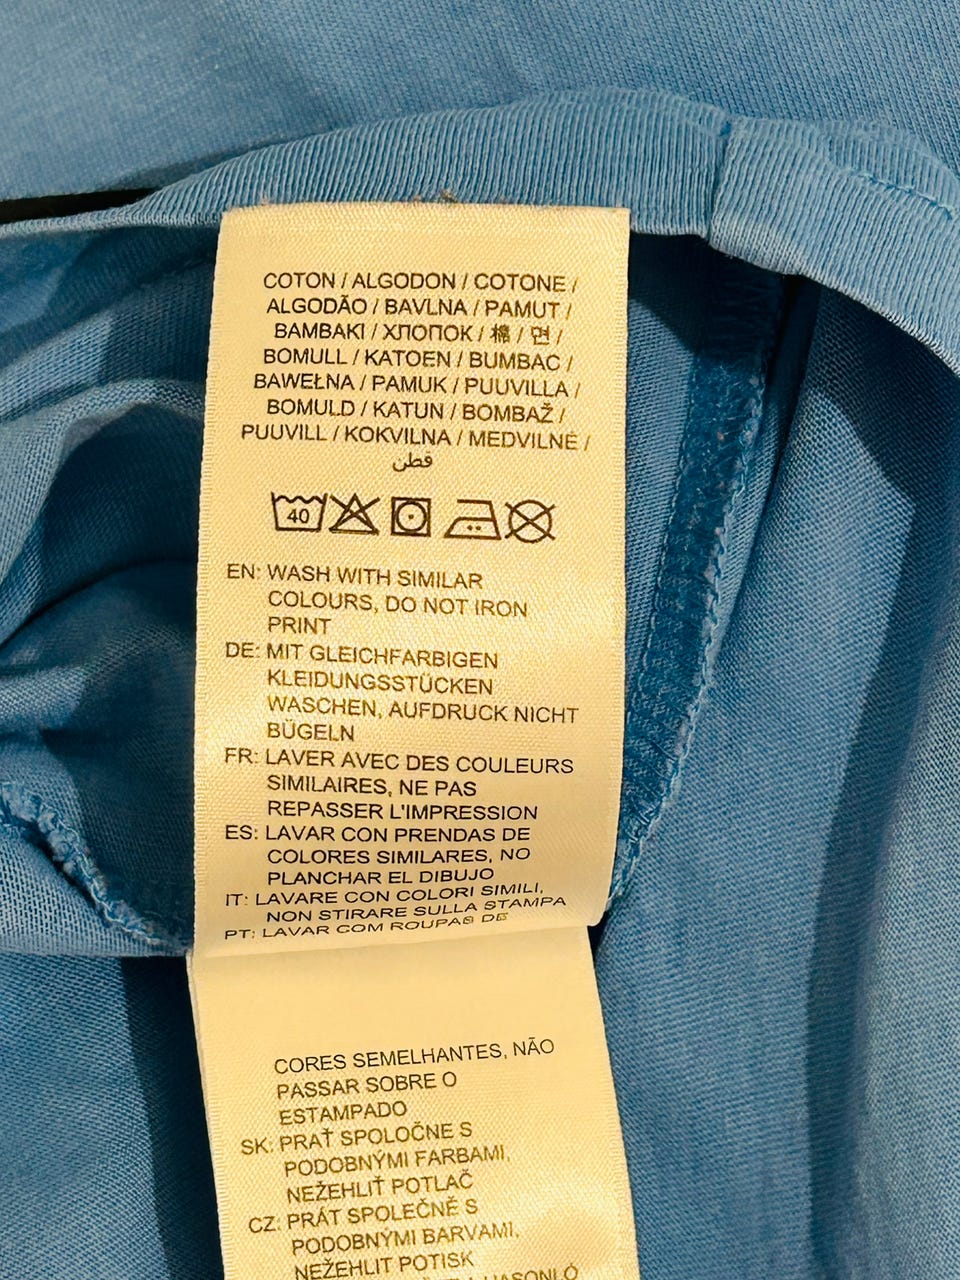 COTON / ALGODON / COTONE /
ALGODÃO / BAVLNA / PAMUT /
BAMBAKI / ХЛОПОК / 棉 / 면 /
BOMULL / KATOEN / BUMBAC /
BAWEŁNA / PAMUK / PUUVILLA /
BOMULD / KATUN / BOMBAŽ /
PUUVILL / KOKVILNA / MEDVILNĖ /
قطن
40
EN: WASH WITH SIMILAR
COLOURS, DO NOT IRON
PRINT
DE: MIT GLEICHFARBIGEN
KLEIDUNGSSTÜCKEN
WASCHEN, AUFDRUCK NICHT
BÜGELN
FR: LAVER AVEC DES COULEURS
SIMILAIRES, NE PAS
REPASSER L'IMPRESSION
ES: LAVAR CON PRENDAS DE
COLORES SIMILARES, NO
PLANCHAR EL DIBUJO
IT: LAVARE CON COLORI SIMILI,
NON STIRARE SULLA STAMPA
PT: LAVAR COM ROUPAS DE
CORES SEMELHANTES, NÃO
PASSAR SOBRE O
ESTAMPADO
SK: PRAŤ SPOLOČNE S
PODOBNÝMI FARBAMI,
NEŽEHLIŤ POTLAČ
CZ: PRÁT SPOLEČNĚ S
PODOBNÝMI BARVAMI,
NEŽEHLIT POTISK